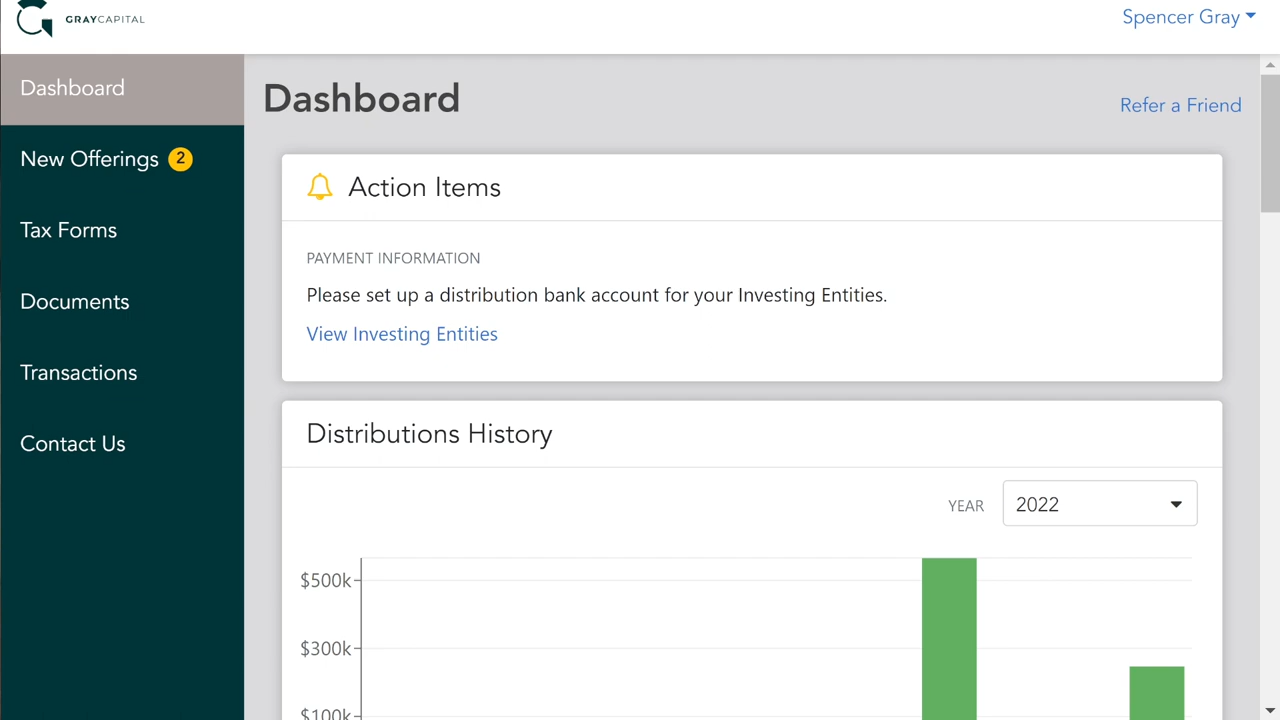 GRAYCAPITAL
Spencer Gray
Dashboard
New Offerings 2
Tax Forms
Documents
Transactions
Contact Us
Dashboard
Refer a Friend
Action Items
PAYMENT INFORMATION
Please set up a distribution bank account for your Investing Entities.
View Investing Entities
Distributions History
YEAR 2022
$500k
$300k
$100k